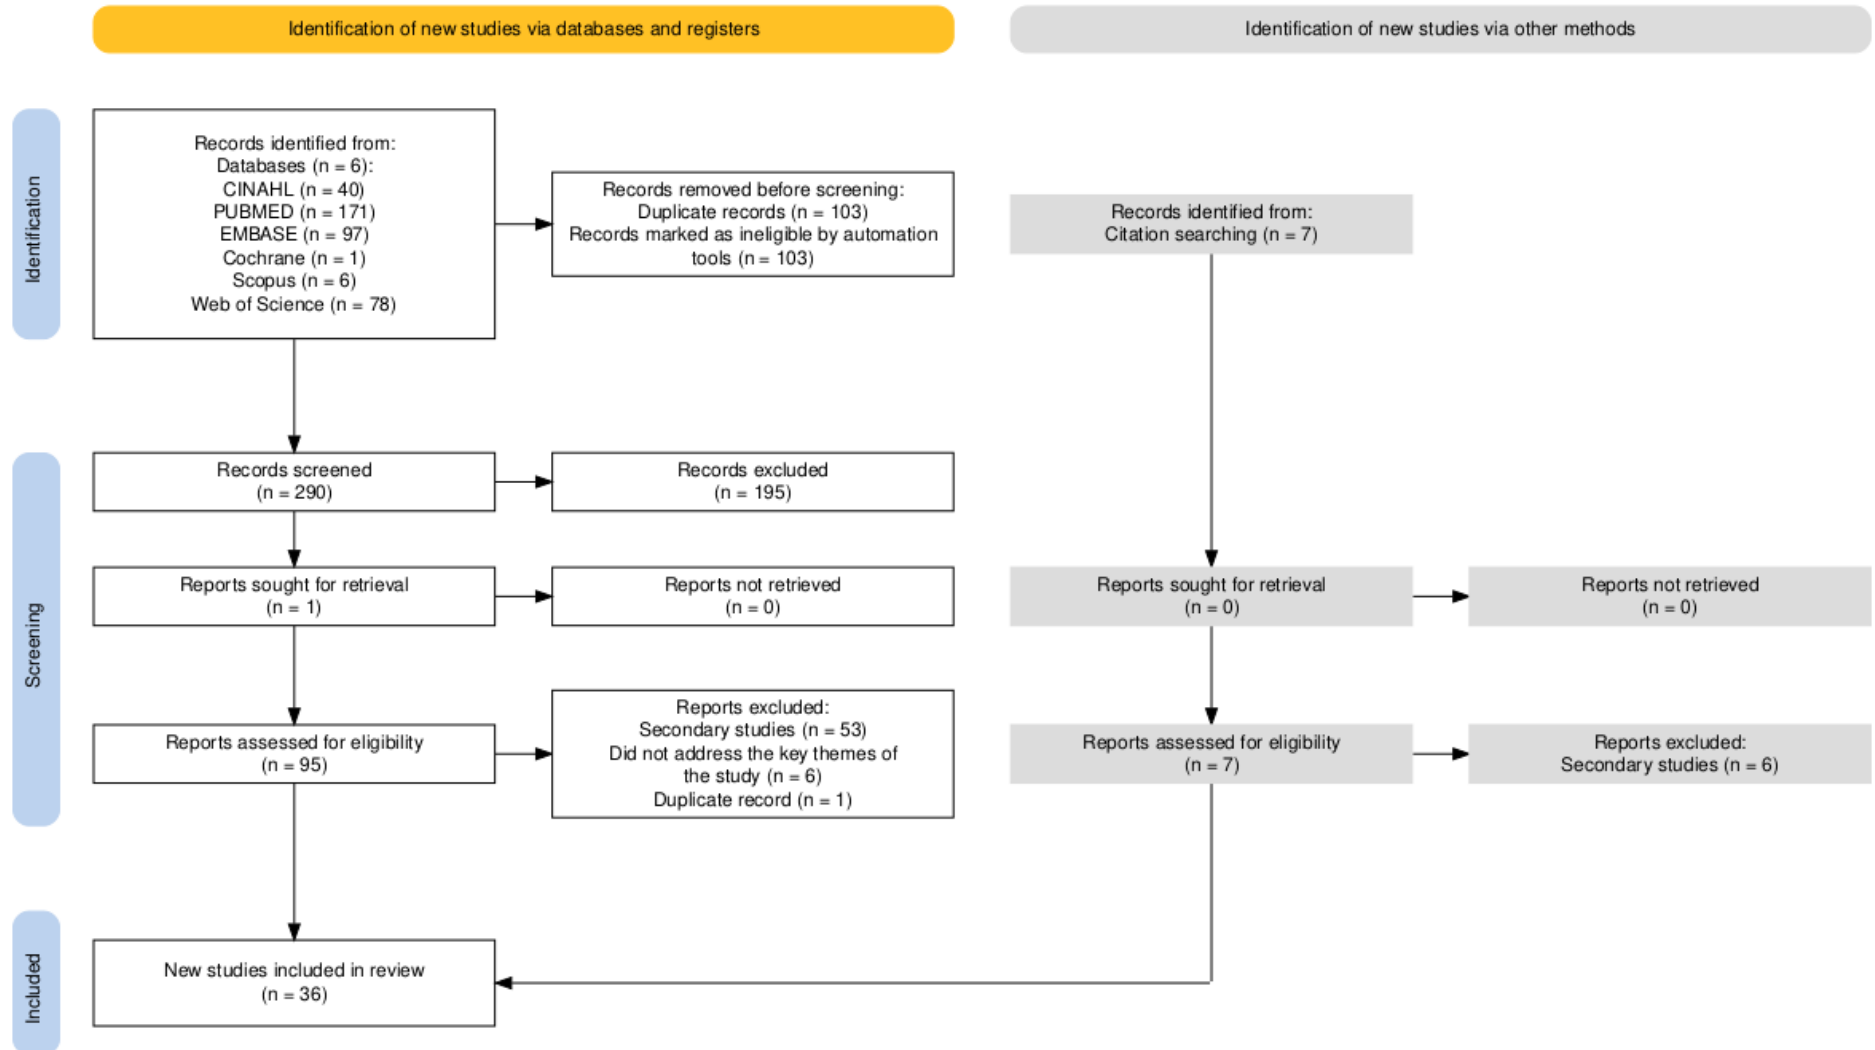 Identification of new studies via databases and registers
Identification of new studies via other methods
Identification
Records identified from:
Databases (n = 6):
CINAHL (n = 40)
PUBMED (n = 171)
EMBASE (n = 97)
Cochrane (n = 1)
Scopus (n = 6)
Web of Science (n = 78)
Records removed before screening:
Duplicate records (n = 103)
Records marked as ineligible by automation
tools (n = 103)
Records identified from:
Citation searching (n = 7)
Screening
Records screened
(n = 290)
Records excluded
(n = 195)
Reports sought for retrieval
(n = 1)
Reports not retrieved
(n = 0)
Reports sought for retrieval
(n = 0)
Reports not retrieved
(n = 0)
Reports assessed for eligibility
(n = 95)
Reports excluded:
Secondary studies (n = 53)
Did not address the key themes of
the study (n = 6)
Duplicate record (n = 1)
Reports assessed for eligibility
(n = 7)
Reports excluded:
Secondary studies (n = 6)
Included
New studies included in review
(n = 36)